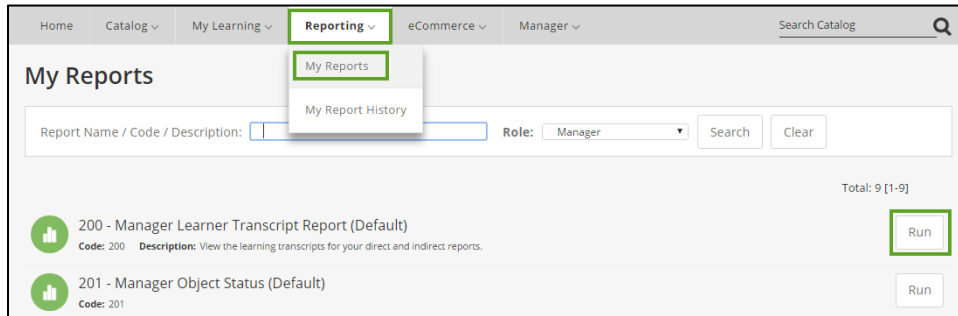 Home Catalog My Learning Reporting eCommerce Manager Search Catalog
My Reports
My Report History
My Reports
Report Name / Code / Description: Role: Manager Search Clear
Total: 9 [1-9]
200 - Manager Learner Transcript Report (Default)
Code: 200 Description: View the learning transcripts for your direct and indirect reports.
Run
201 - Manager Object Status (Default)
Code: 201
Run